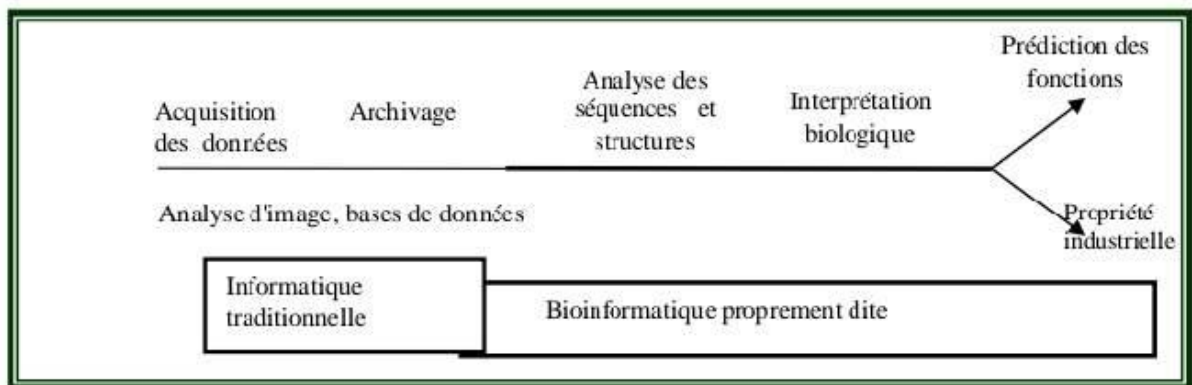 Prédiction des
fonctions
Analyse des
séquences et
structures
Interprétation
biologique
Acquisition
des données
Archivage
Analyse d'image, bases de données
Propriété
industrielle
Informatique
traditionnelle
Bioinformatique proprement dite